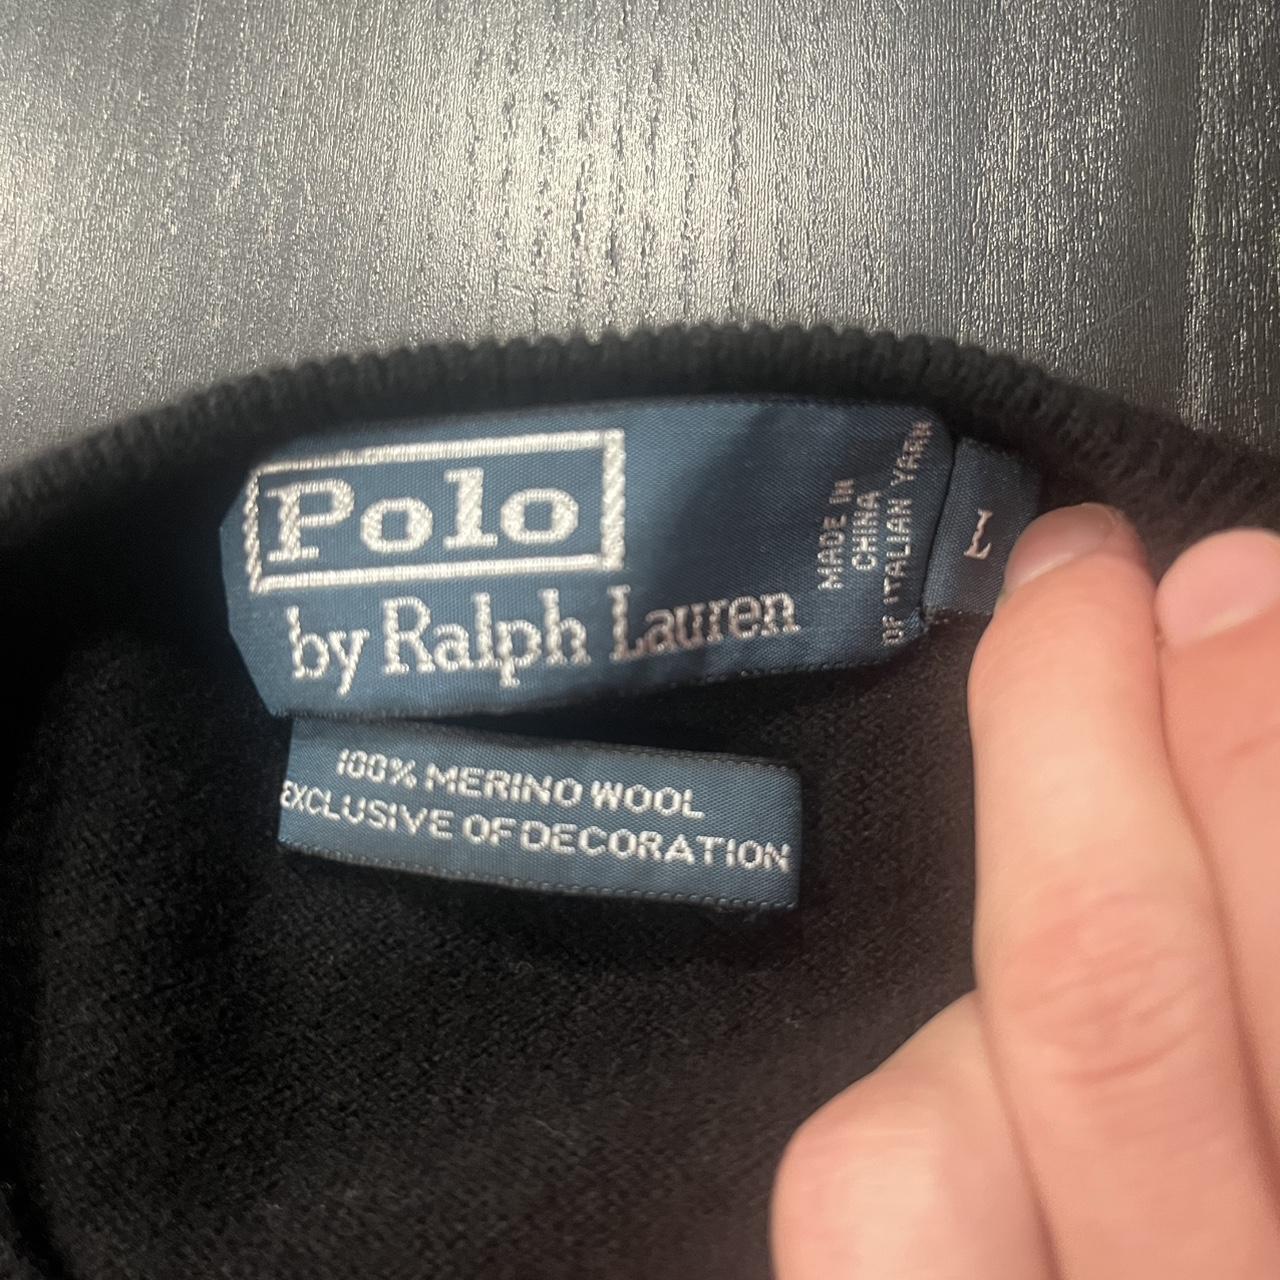 Polo
by Ralph Lauren
MADE IN
CHINA
OF ITALIAN YARN
L
100% MERINO WOOL
EXCLUSIVE OF DECORATION